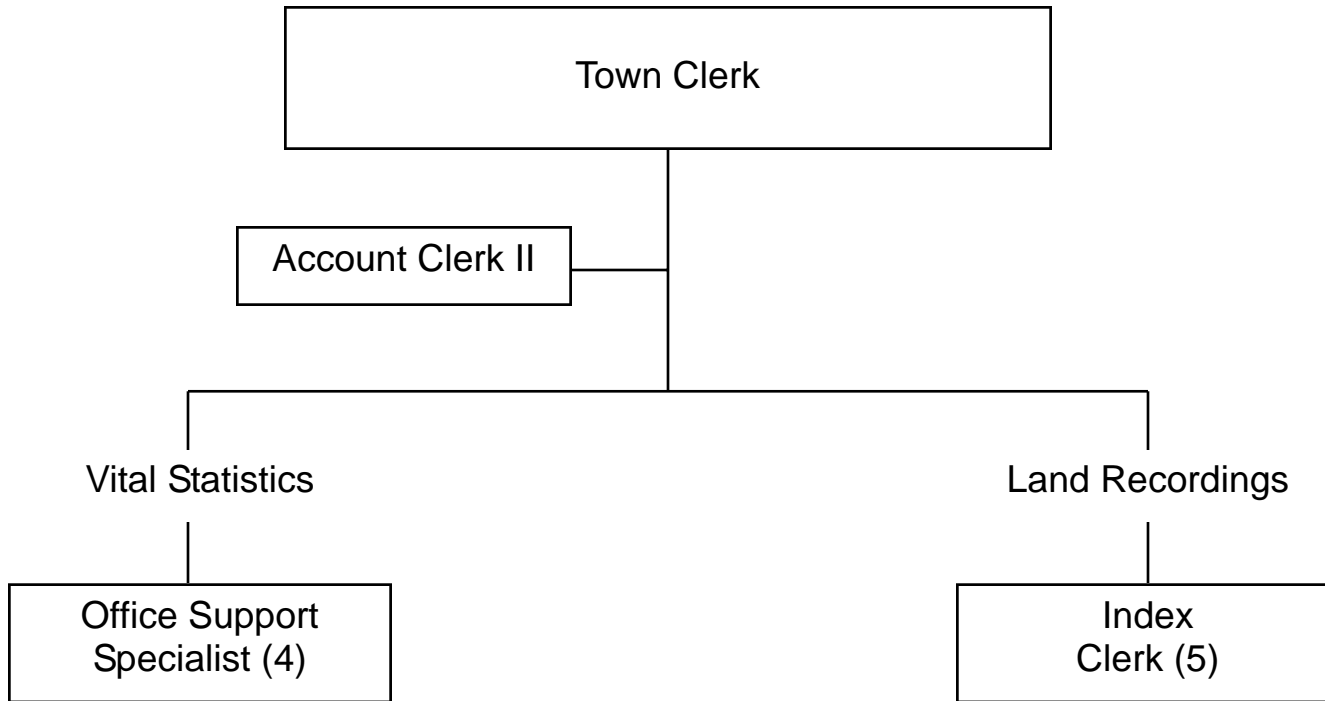 Town Clerk
Account Clerk II
Vital Statistics
Land Recordings
Office Support
Specialist (4)
Index
Clerk (5)